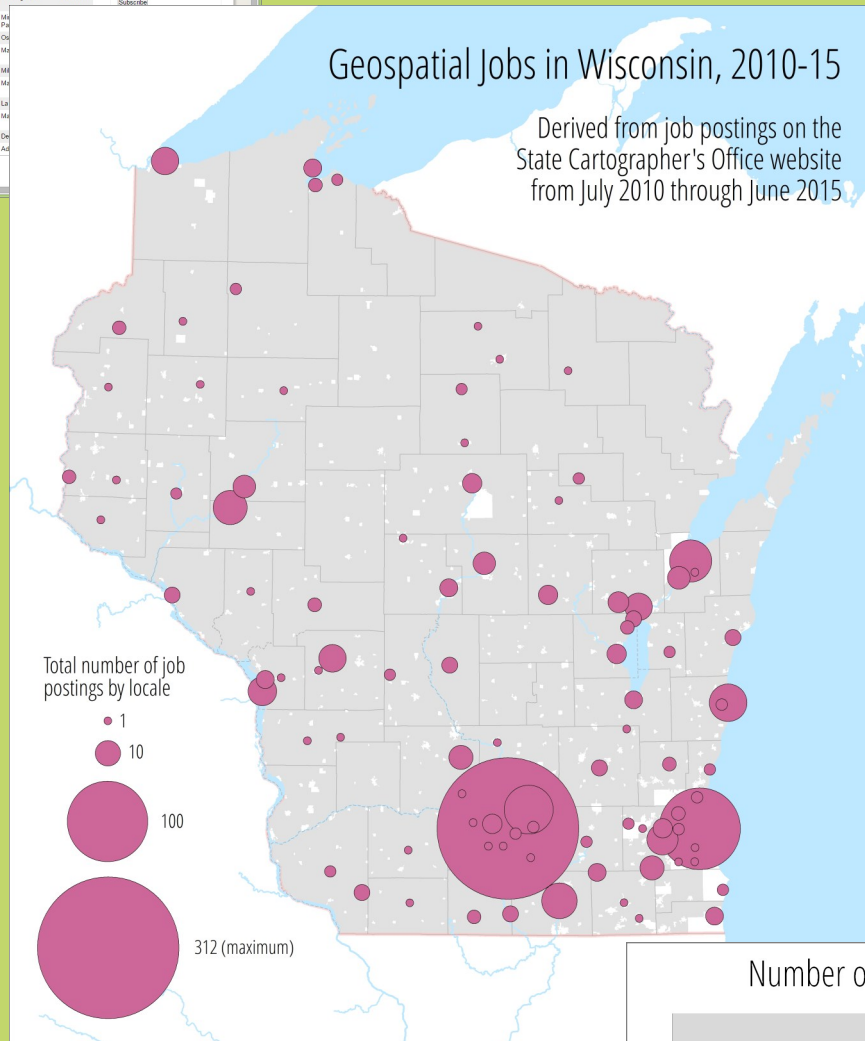 Subscribe
Geospatial Jobs in Wisconsin, 2010-15
Derived from job postings on the
State Cartographer's Office website
from July 2010 through June 2015
Total number of job
postings by locale
1
10
100
312 (maximum)
Number o